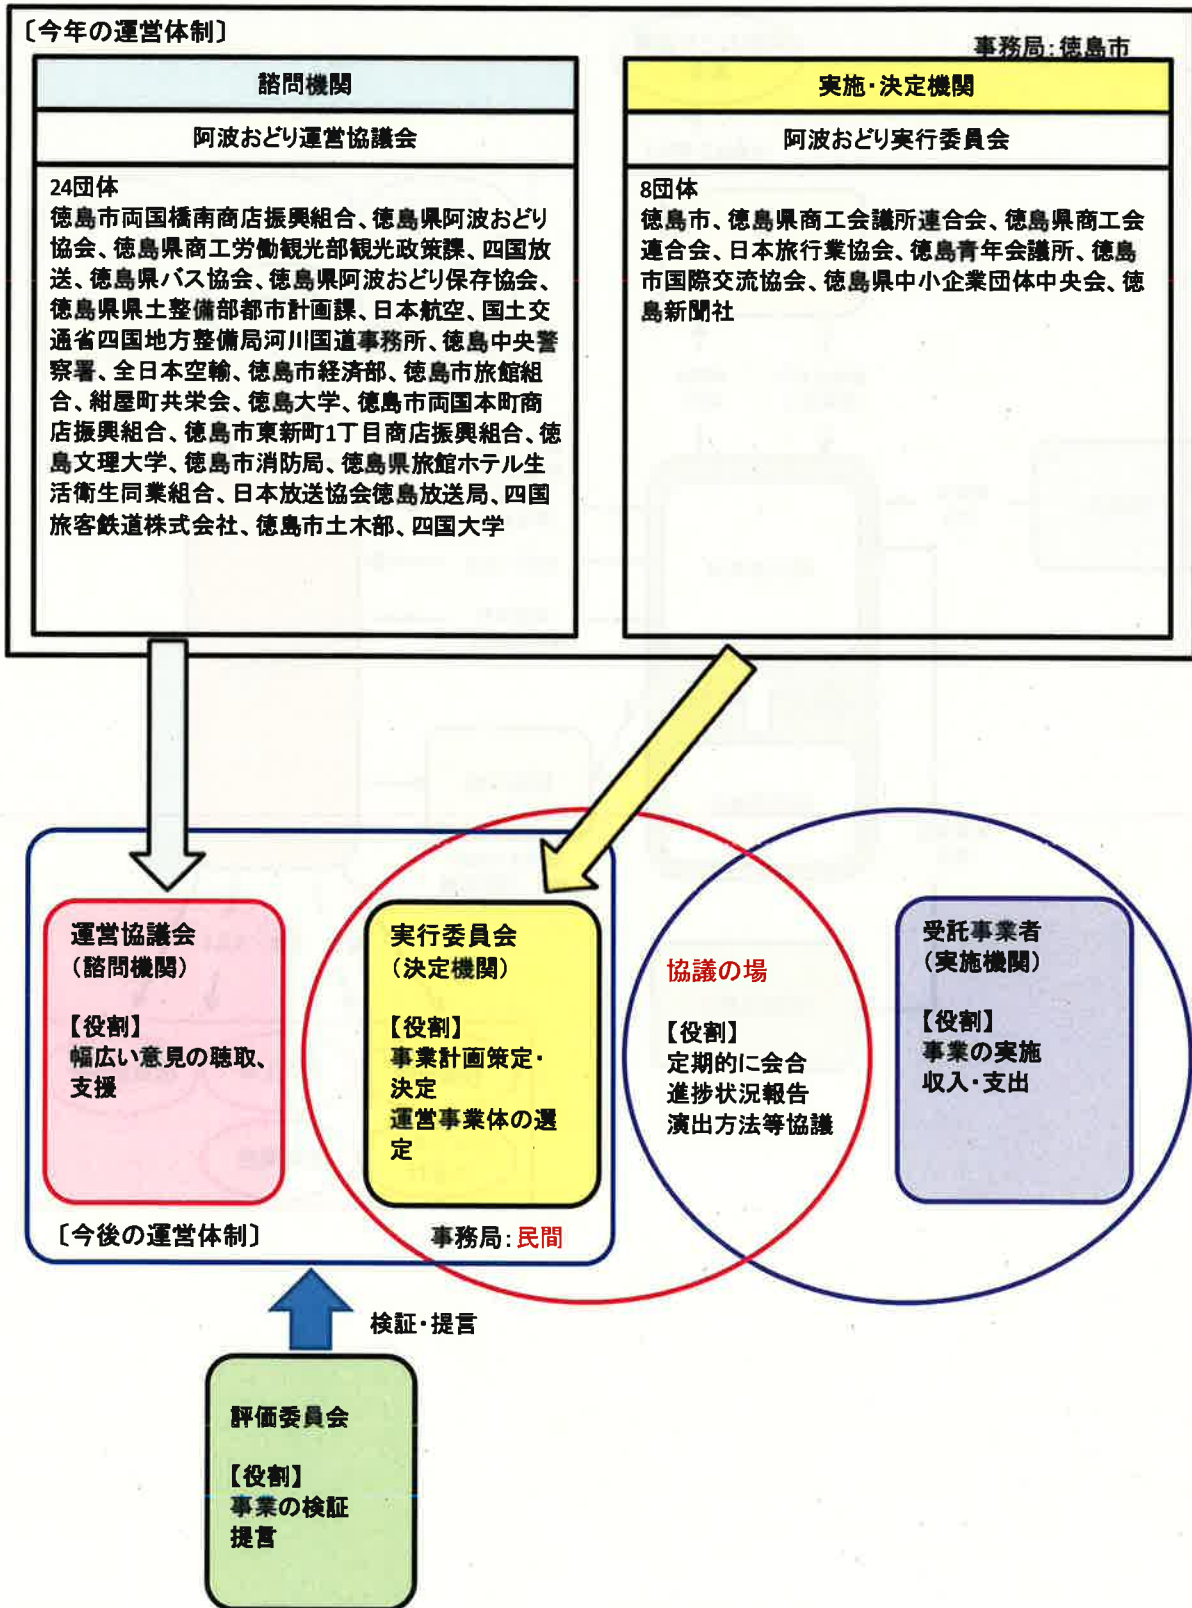 〔今年の運営体制〕
事務局：徳島市
諮問機関
阿波おどり運営協議会
24団体
徳島市両国橋南商店振興組合、徳島県阿波おどり
協会、徳島県商工労働観光部観光政策課、四国放
送、徳島県バス協会、徳島県阿波おどり保存協会、
徳島県県土整備部都市計画課、日本航空、国土交
通省四国地方整備局河川国道事務所、徳島中央警
察署、全日本空輸、徳島市経済部、徳島市旅館組
合、紺屋町共栄会、徳島大学、徳島市両国本町商
店振興組合、徳島市東新町1丁目商店振興組合、徳
島文理大学、徳島市消防局、徳島県旅館ホテル生
活衛生同業組合、日本放送協会徳島放送局、四国
旅客鉄道株式会社、徳島市土木部、四国大学
実施・決定機関
阿波おどり実行委員会
8団体
徳島市、徳島県商工会議所連合会、徳島県商工会
連合会、日本旅行業協会、徳島青年会議所、徳島
市国際交流協会、徳島県中小企業団体中央会、徳
島新聞社
運営協議会
（諮問機関）
【役割】
幅広い意見の聴取、
支援
実行委員会
（決定機関）
【役割】
事業計画策定・
決定
運営事業体の選
定
協議の場
【役割】
定期的に会合
進捗状況報告
演出方法等協議
受託事業者
（実施機関）
【役割】
事業の実施
収入・支出
〔今後の運営体制〕
事務局：民間
検証・提言
評価委員会
【役割】
事業の検証
提言